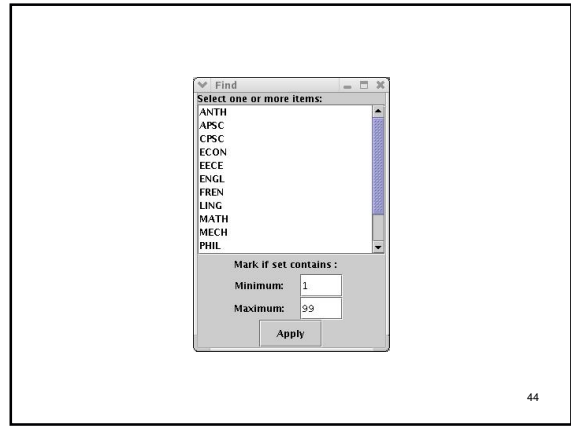 Find
Select one or more items:
ANTH
APSC
CPSC
ECON
EECE
ENGL
FREN
LING
MATH
MECH
PHIL
Mark if set contains :
Minimum: 1
Maximum: 99
Apply
44